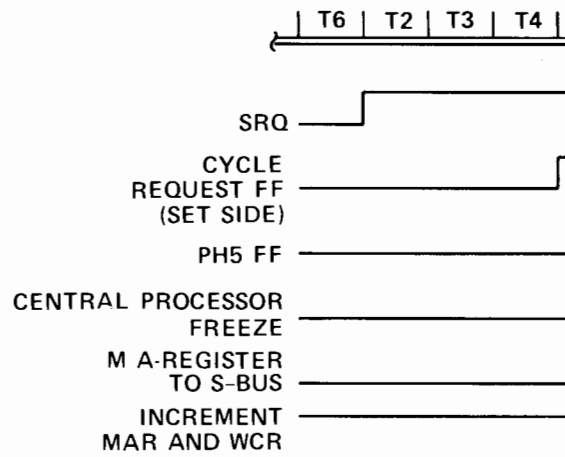 T6 T2 T3 T4
SRQ
CYCLE
REQUEST FF
(SET SIDE)
PH5 FF
CENTRAL PROCESSOR
FREEZE
M A-REGISTER
TO S-BUS
INCREMENT
MAR AND WCR